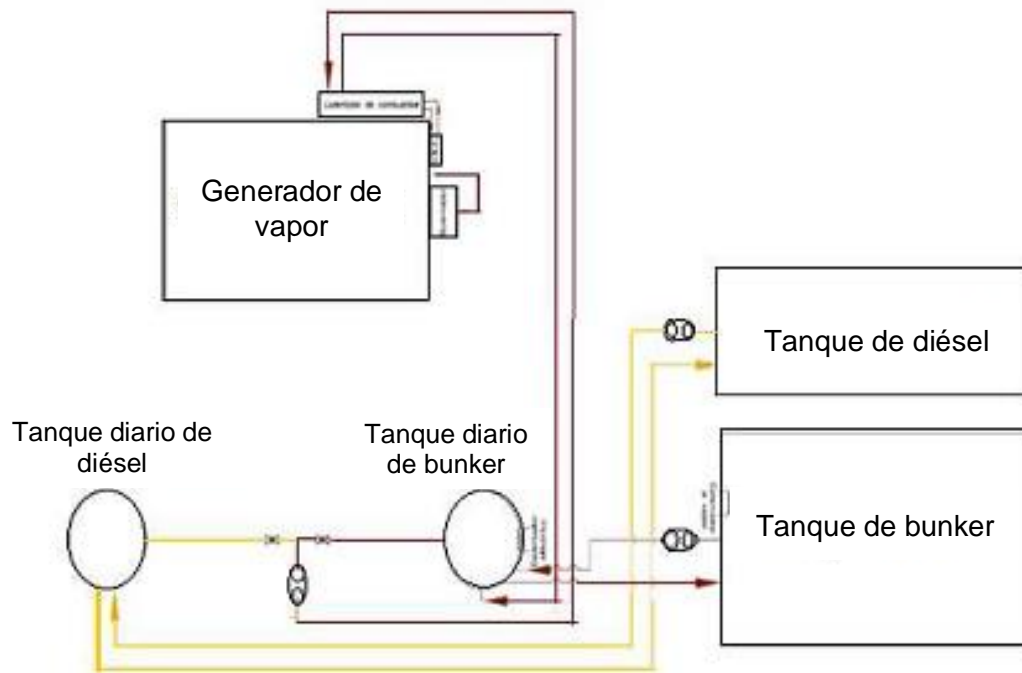 Generador de
vapor
Tanque de diésel
Tanque diario de
diésel
Tanque diario
de bunker
Tanque de bunker